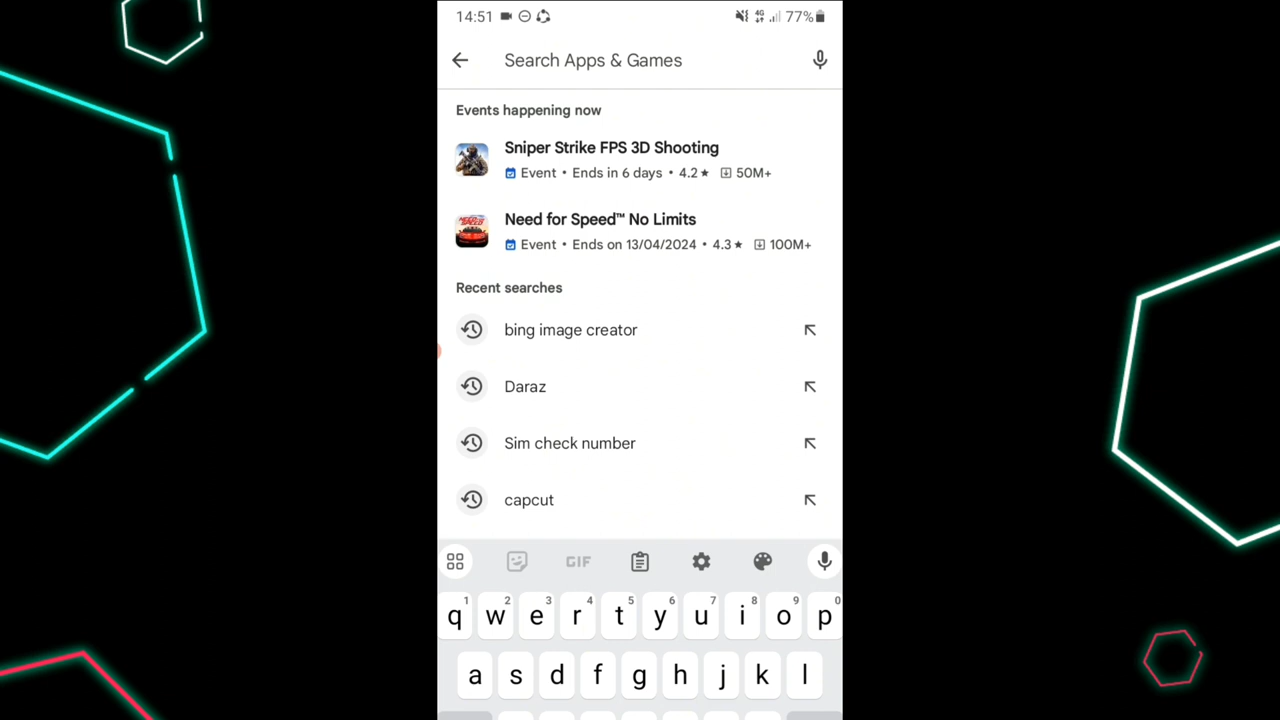 14:51 4G 77%
Search Apps & Games
Events happening now
Sniper Strike FPS 3D Shooting
Event • Ends in 6 days • 4.2★ 50M+
Need for Speed™ No Limits
Event • Ends on 13/04/2024 • 4.3★ 100M+
Recent searches
bing image creator
Daraz
Sim check number
capcut
GIF
1 2 3 4 5 6 7 8 9 0
q w e r t y u i o p
a s d f g h j k l